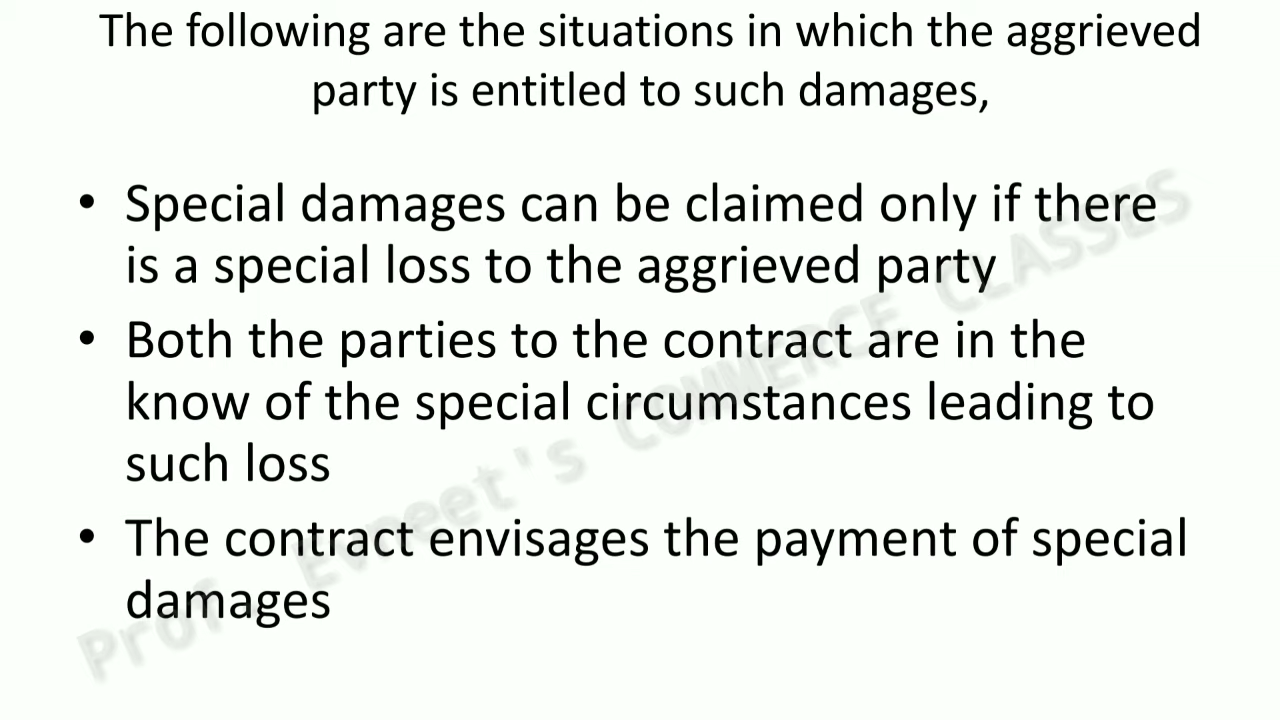 The following are the situations in which the aggrieved
party is entitled to such damages,
• Special damages can be claimed only if there
is a special loss to the aggrieved party
• Both the parties to the contract are in the
know of the special circumstances leading to
such loss
• The contract envisages the payment of special
damages
Prof. Evneet's COMMERCE CLASSES